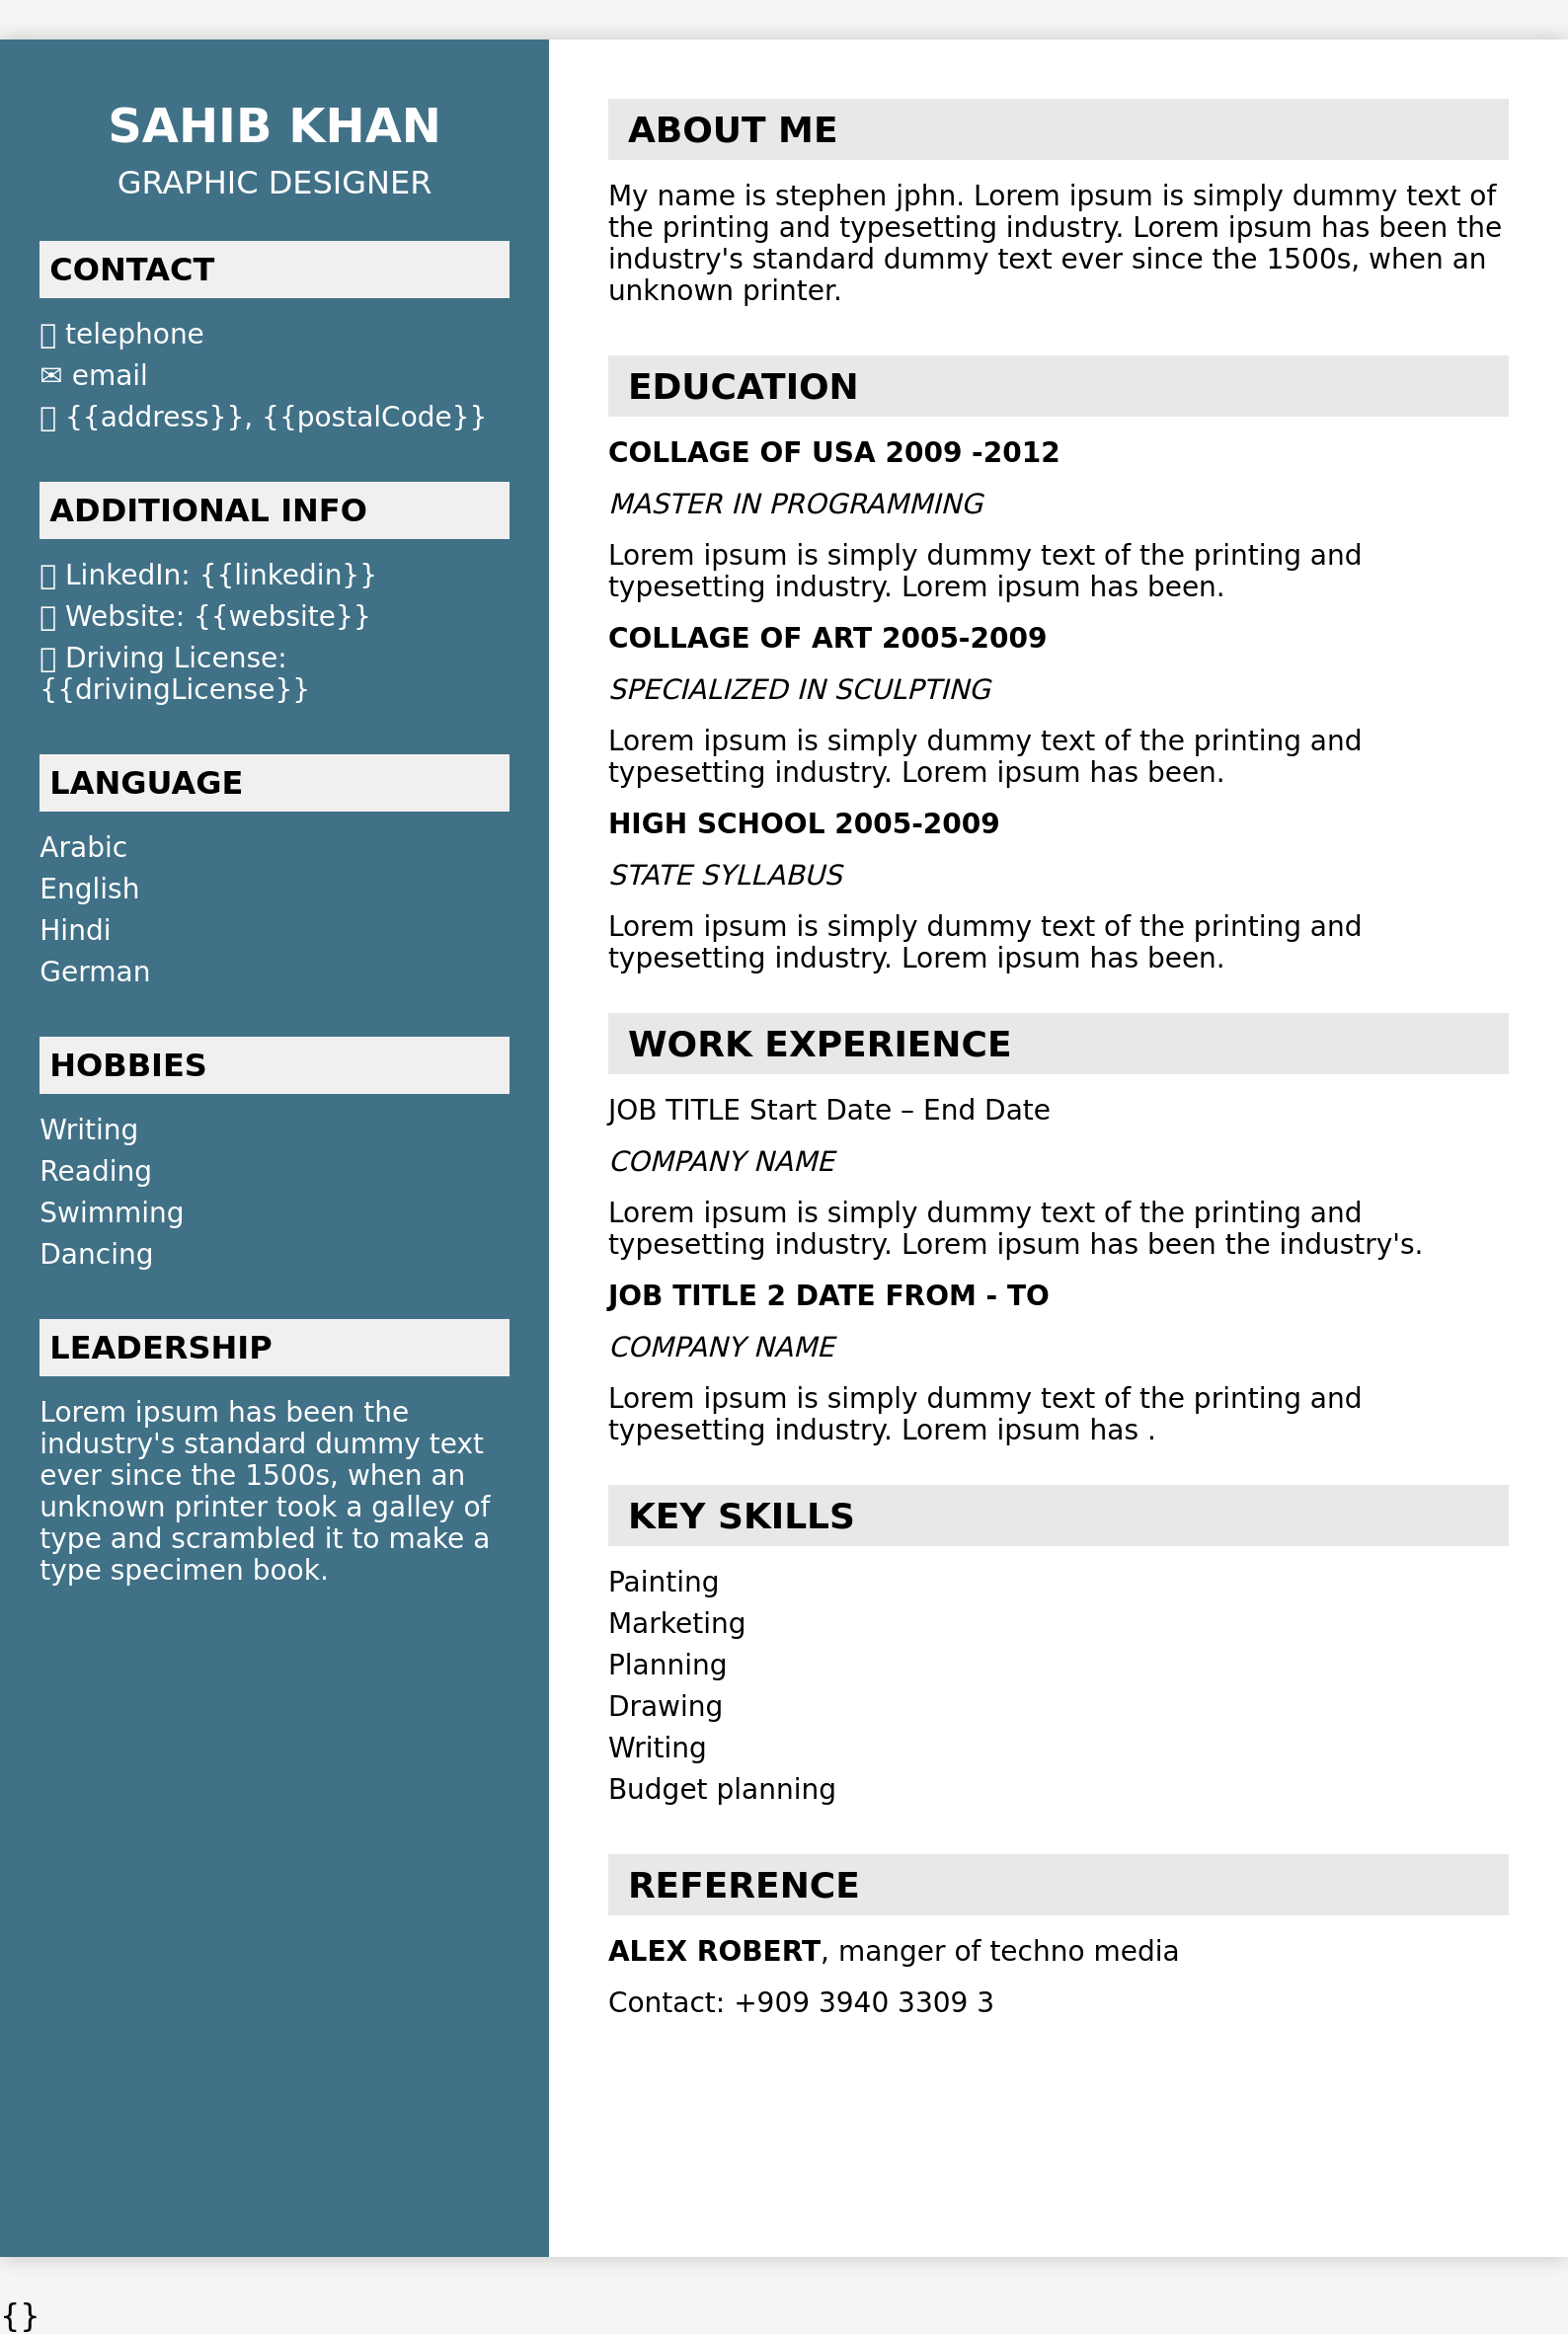 SAHIB KHAN
GRAPHIC DESIGNER
CONTACT
telephone
✉ email
{{address}}, {{postalCode}}
ADDITIONAL INFO
LinkedIn: {{linkedin}}
Website: {{website}}
Driving License:
{{drivingLicense}}
LANGUAGE
Arabic
English
Hindi
German
HOBBIES
Writing
Reading
Swimming
Dancing
LEADERSHIP
Lorem ipsum has been the
industry's standard dummy text
ever since the 1500s, when an
unknown printer took a galley of
type and scrambled it to make a
type specimen book.
ABOUT ME
My name is stephen jphn. Lorem ipsum is simply dummy text of
the printing and typesetting industry. Lorem ipsum has been the
industry's standard dummy text ever since the 1500s, when an
unknown printer.
EDUCATION
COLLAGE OF USA 2009 -2012
MASTER IN PROGRAMMING
Lorem ipsum is simply dummy text of the printing and
typesetting industry. Lorem ipsum has been.
COLLAGE OF ART 2005-2009
SPECIALIZED IN SCULPTING
Lorem ipsum is simply dummy text of the printing and
typesetting industry. Lorem ipsum has been.
HIGH SCHOOL 2005-2009
STATE SYLLABUS
Lorem ipsum is simply dummy text of the printing and
typesetting industry. Lorem ipsum has been.
WORK EXPERIENCE
JOB TITLE Start Date – End Date
COMPANY NAME
Lorem ipsum is simply dummy text of the printing and
typesetting industry. Lorem ipsum has been the industry's.
JOB TITLE 2 DATE FROM - TO
COMPANY NAME
Lorem ipsum is simply dummy text of the printing and
typesetting industry. Lorem ipsum has .
KEY SKILLS
Painting
Marketing
Planning
Drawing
Writing
Budget planning
REFERENCE
ALEX ROBERT, manger of techno media
Contact: +909 3940 3309 3
{}